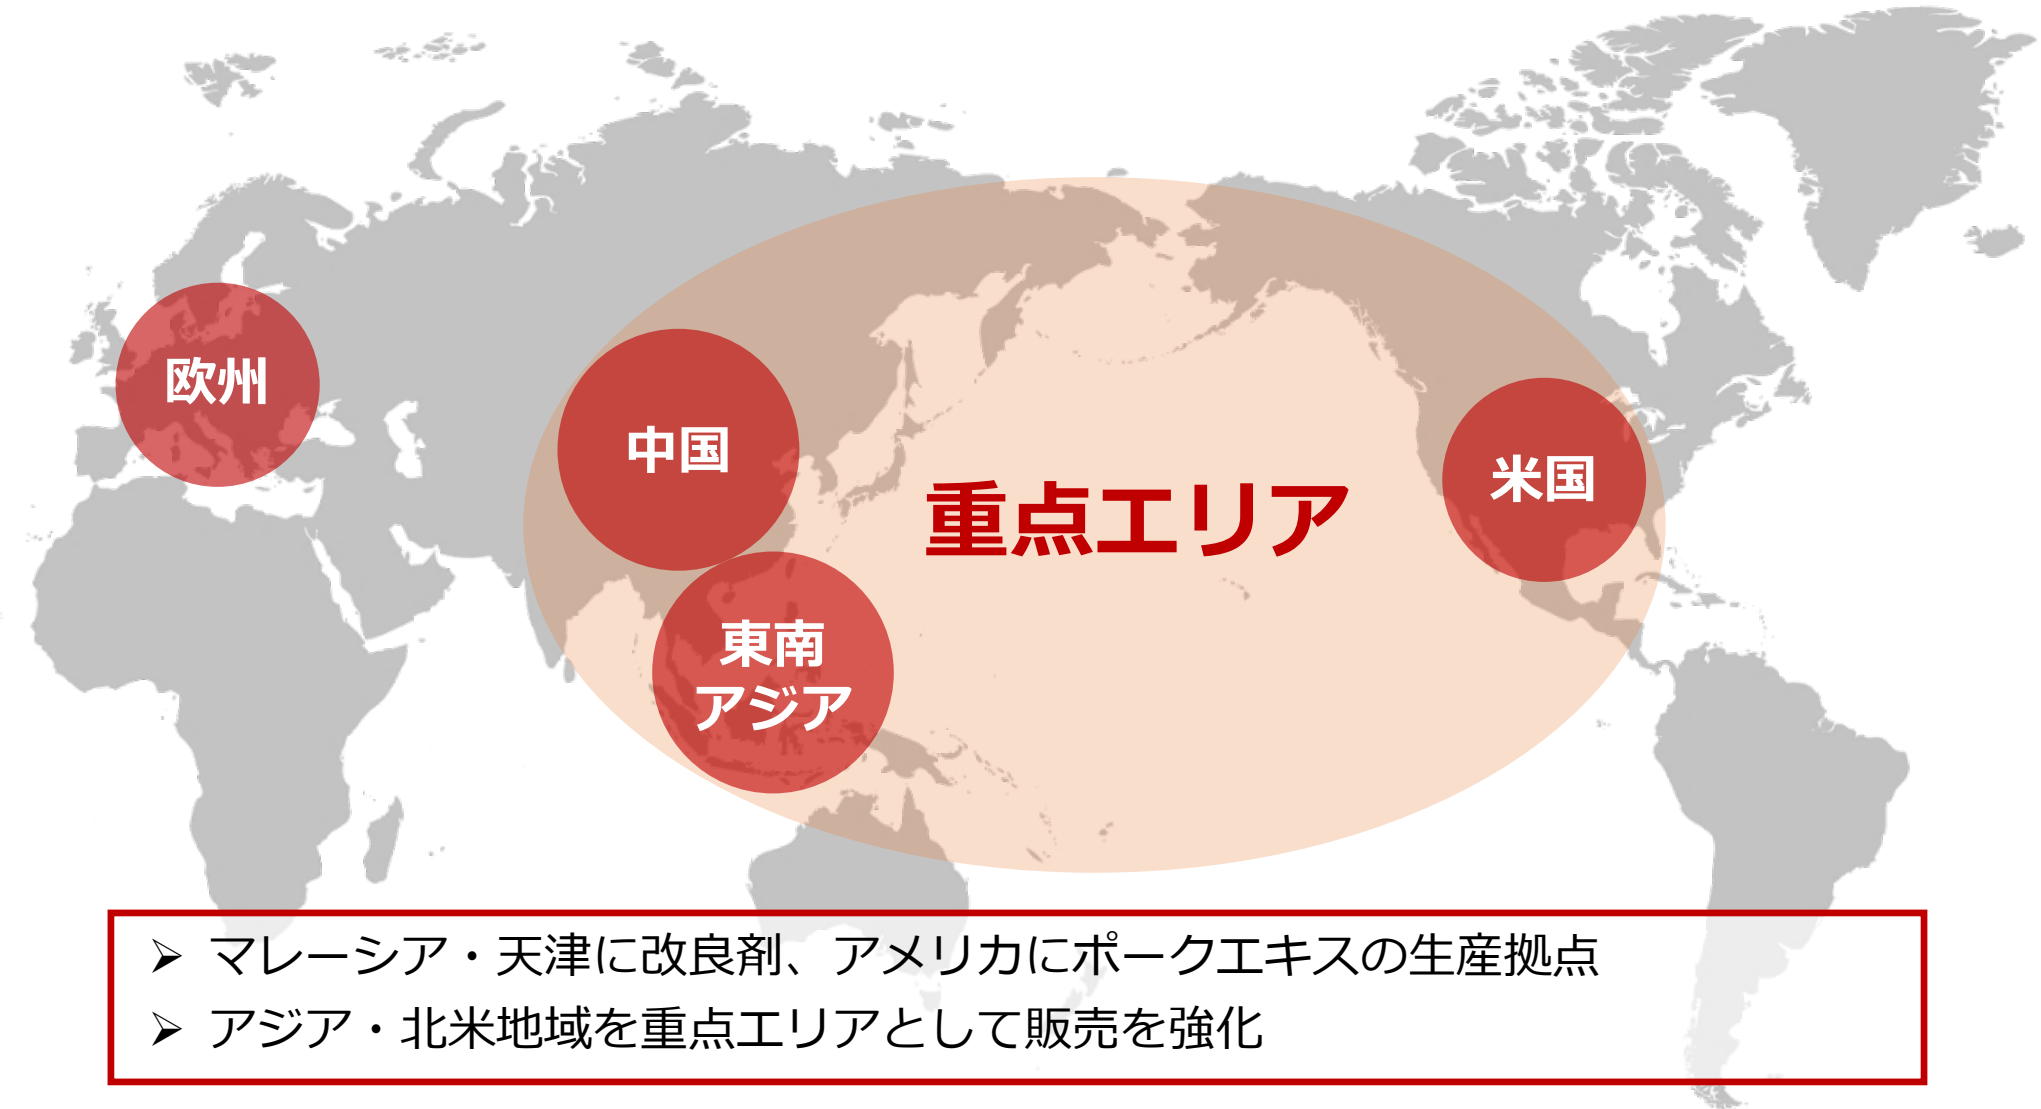 欧州
中国
重点エリア
米国
東南
アジア
➢ マレーシア・天津に改良剤、アメリカにポークエキスの生産拠点
➢ アジア・北米地域を重点エリアとして販売を強化